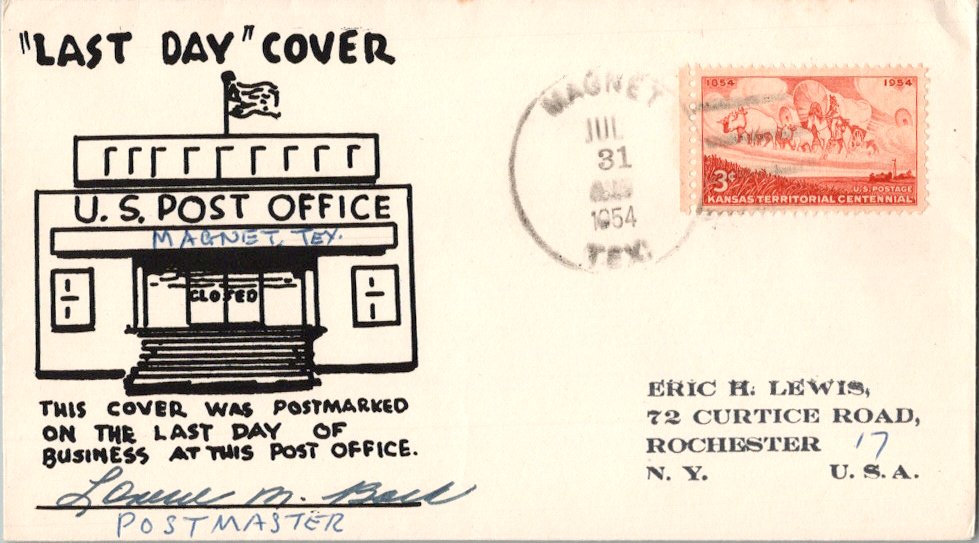 "LAST DAY" COVER
U. S. POST OFFICE
MAGNET, TEX.
CLOSED
THIS COVER WAS POSTMARKED
ON THE LAST DAY OF
BUSINESS AT THIS POST OFFICE.
M.
POSTMASTER
MAGNET
JUL
31
1954
TEX.
1854 1954
3¢
U.S. POSTAGE
KANSAS TERRITORIAL CENTENNIAL
ERIC H. LEWIS,
72 CURTICE ROAD,
ROCHESTER 17
N. Y. U. S. A.